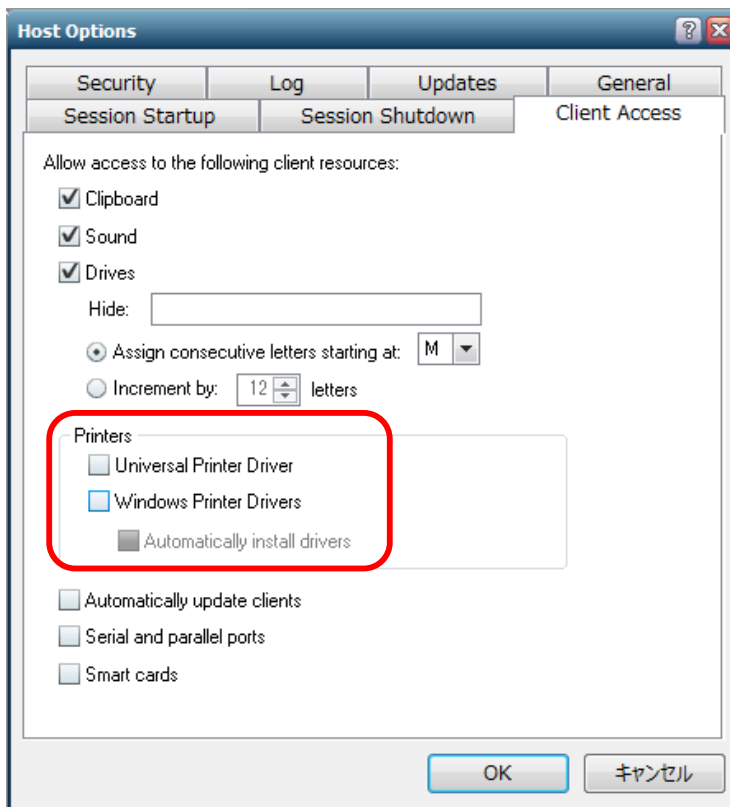 Host Options
Security Log Updates General
Session Startup Session Shutdown Client Access
Allow access to the following client resources:
Clipboard
Sound
Drives
Hide:
Assign consecutive letters starting at: M
Increment by: 12 letters
Printers
Universal Printer Driver
Windows Printer Drivers
Automatically install drivers
Automatically update clients
Serial and parallel ports
Smart cards
OK キャンセル